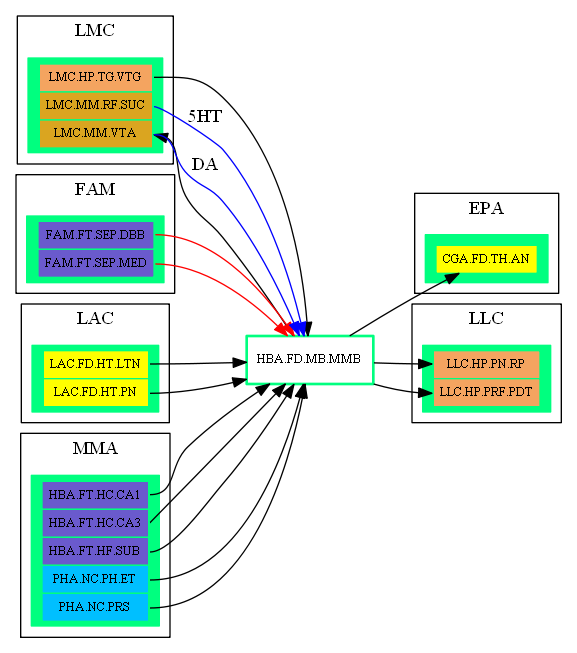 LMC
LMC.HP.TG.VTG
LMC.MM.RF.SUC
LMC.MM.VTA
5HT
DA
FAM
FAM.FT.SEP.DBB
FAM.FT.SEP.MED
LAC
LAC.FD.HT.LTN
LAC.FD.HT.PN
MMA
HBA.FT.HC.CA1
HBA.FT.HC.CA3
HBA.FT.HF.SUB
PHA.NC.PH.ET
PHA.NC.PRS
HBA.FD.MB.MMB
EPA
CGA.FD.TH.AN
LLC
LLC.HP.PN.RP
LLC.HP.PRF.PDT